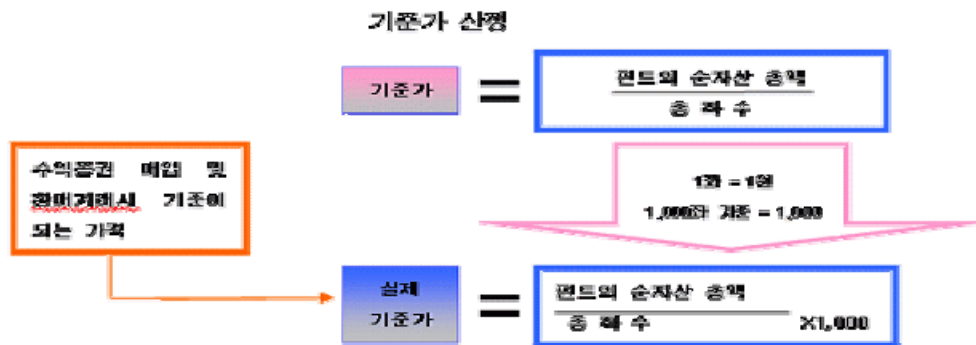 기준가 산정
기준가
=
펀드의 순자산 총액
총 좌 수
수익증권 매입 및
환매거래시 기준이
되는 가격
1좌 = 1원
1,000좌 기준 = 1,000
실제
기준가
=
펀드의 순자산 총액
총 좌 수 X1,000